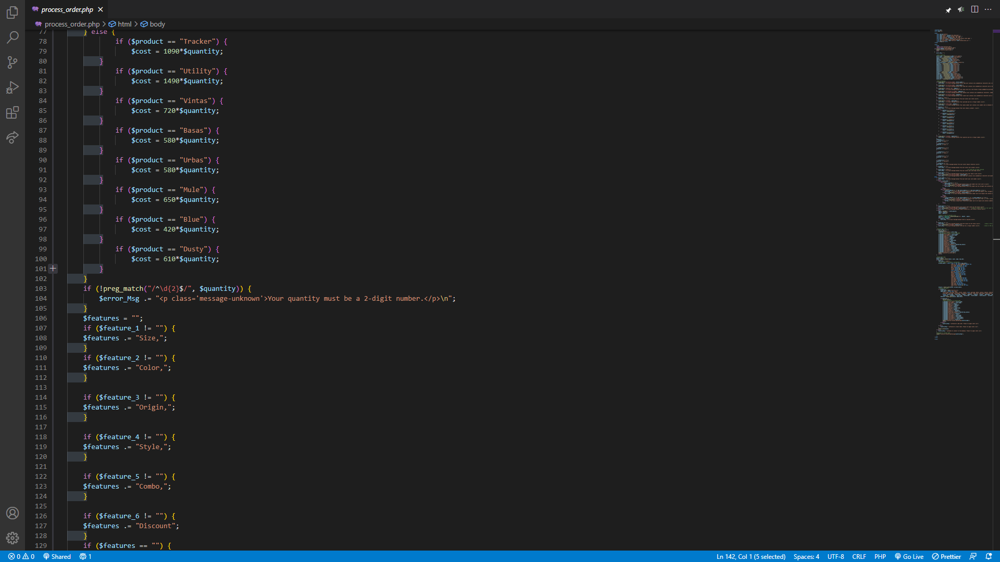 process_order.php
process_order.php > html > body
77 } else {
78 if ($product == "Tracker") {
79 $cost = 1090*$quantity;
80 }
81 if ($product == "Utility") {
82 $cost = 1490*$quantity;
83 }
84 if ($product == "Vintas") {
85 $cost = 720*$quantity;
86 }
87 if ($product == "Basas") {
88 $cost = 580*$quantity;
89 }
90 if ($product == "Urbas") {
91 $cost = 580*$quantity;
92 }
93 if ($product == "Mule") {
94 $cost = 650*$quantity;
95 }
96 if ($product == "Blue") {
97 $cost = 420*$quantity;
98 }
99 if ($product == "Dusty") {
100 $cost = 610*$quantity;
101 }
102 }
103 if (!preg_match("/^\d{2}$/", $quantity)) {
104 $error_Msg .= "<p class='message-unknown'>Your quantity must be a 2-digit number.</p>\n";
105 }
106 $features = "";
107 if ($feature_1 != "") {
108 $features .= "Size,";
109 }
110 if ($feature_2 != "") {
111 $features .= "Color,";
112 }
113
114 if ($feature_3 != "") {
115 $features .= "Origin,";
116 }
117
118 if ($feature_4 != "") {
119 $features .= "Style,";
120 }
121
122 if ($feature_5 != "") {
123 $features .= "Combo,";
124 }
125
126 if ($feature_6 != "") {
127 $features .= "Discount";
128 }
129 if ($features == "") {
0 0 Shared 1 Ln 142, Col 1 (5 selected) Spaces: 4 UTF-8 CRLF PHP Go Live Prettier